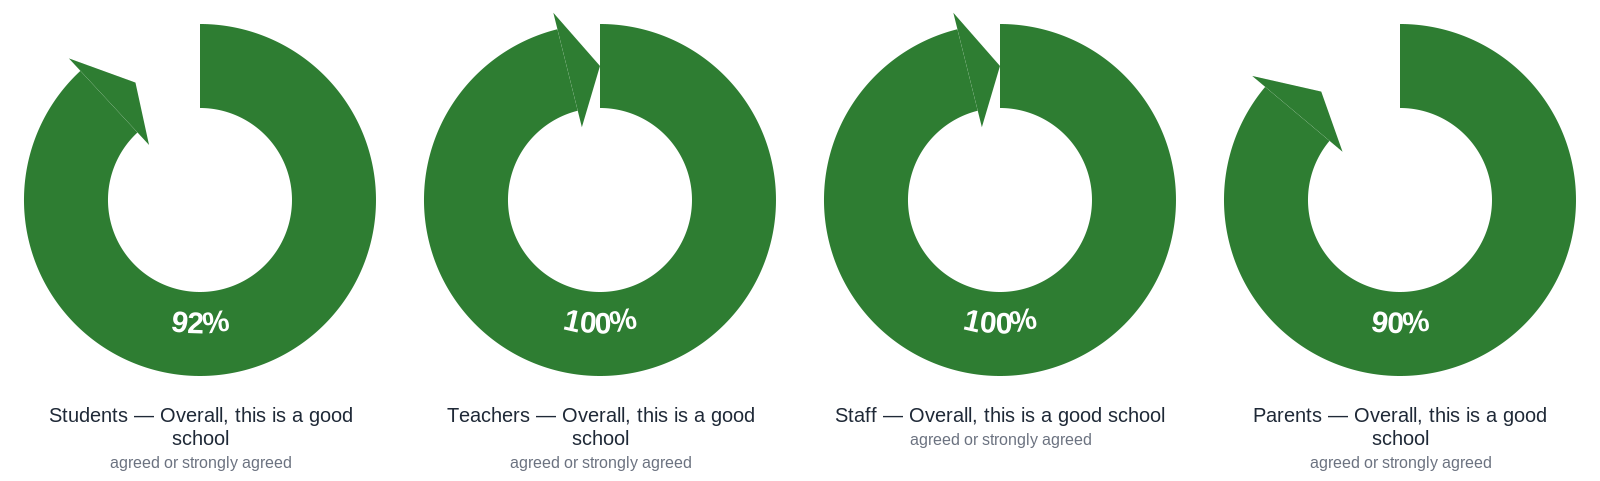 92%
100%
100%
90%
Students — Overall, this is a good
school
agreed or strongly agreed
Teachers — Overall, this is a good
school
agreed or strongly agreed
Staff — Overall, this is a good school
agreed or strongly agreed
Parents — Overall, this is a good
school
agreed or strongly agreed